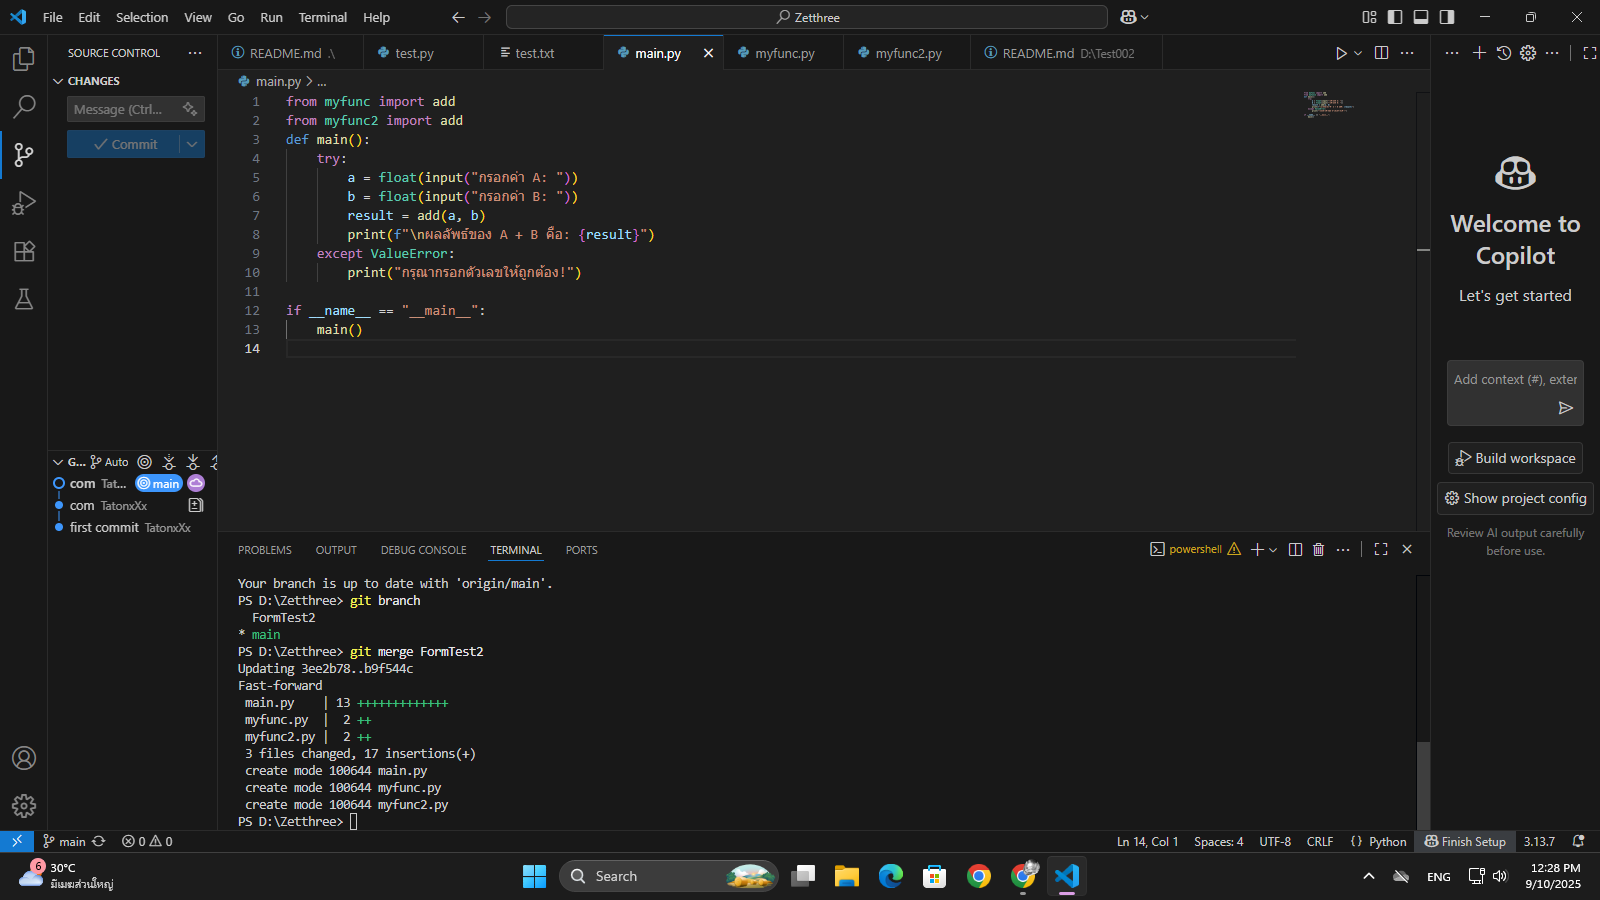 File Edit Selection View Go Run Terminal Help
Zetthree
SOURCE CONTROL
README.md .\
test.py
test.txt
main.py
myfunc.py
myfunc2.py
README.md D:\Test002
CHANGES
Message (Ctrl...
Commit
main.py > ...
1 from myfunc import add
2 from myfunc2 import add
3 def main():
4 try:
5 a = float(input("กรอกค่า A: "))
6 b = float(input("กรอกค่า B: "))
7 result = add(a, b)
8 print(f"\nผลลัพธ์ของ A + B คือ: {result}")
9 except ValueError:
10 print("กรุณากรอกตัวเลขให้ถูกต้อง!")
11
12 if __name__ == "__main__":
13 main()
14
G... Auto
com Tat... main
com TatonxXx
first commit TatonxXx
PROBLEMS OUTPUT DEBUG CONSOLE TERMINAL PORTS
powershell
Your branch is up to date with 'origin/main'.
PS D:\Zetthree> git branch
FormTest2
* main
PS D:\Zetthree> git merge FormTest2
Updating 3ee2b78..b9f544c
Fast-forward
main.py | 13 +++++++++++++
myfunc.py | 2 ++
myfunc2.py | 2 ++
3 files changed, 17 insertions(+)
create mode 100644 main.py
create mode 100644 myfunc.py
create mode 100644 myfunc2.py
PS D:\Zetthree>
Welcome to
Copilot
Let's get started
Add context (#), exter
Build workspace
Show project config
Review AI output carefully
before use.
main
0 0
Ln 14, Col 1 Spaces: 4 UTF-8 CRLF {} Python Finish Setup 3.13.7
6
30°C
มีเมฆส่วนใหญ่
Search
ENG
12:28 PM
9/10/2025